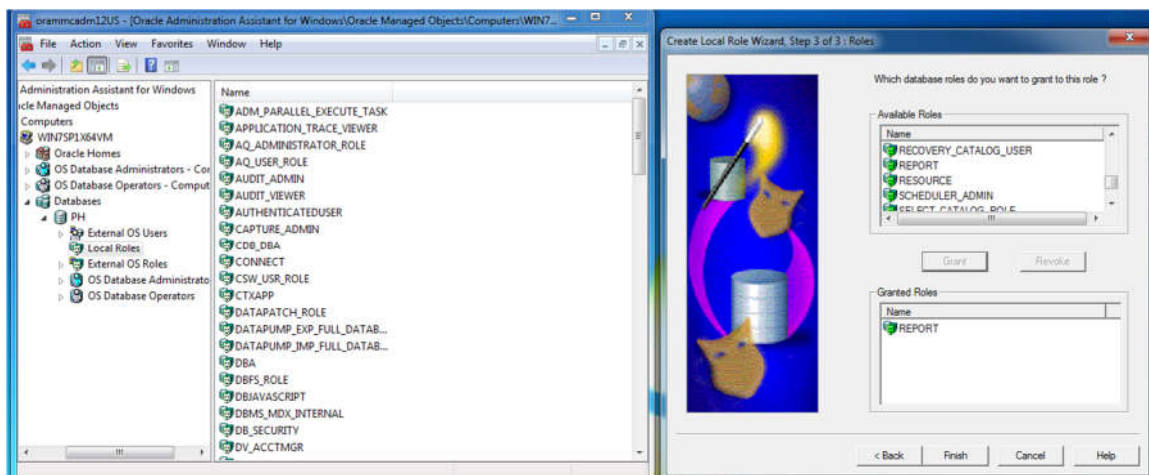 orammcadm12US - [Oracle Administration Assistant for Windows\Oracle Managed Objects\Computers\WIN7...
File Action View Favorites Window Help
Administration Assistant for Windows
icle Managed Objects
Computers
WIN7SP1X64VM
Oracle Homes
OS Database Administrators - Cor
OS Database Operators - Comput
Databases
PH
External OS Users
Local Roles
External OS Roles
OS Database Administrato
OS Database Operators
Name
ADM_PARALLEL_EXECUTE_TASK
APPLICATION_TRACE_VIEWER
AQ_ADMINISTRATOR_ROLE
AQ_USER_ROLE
AUDIT_ADMIN
AUDIT_VIEWER
AUTHENTICATEDUSER
CAPTURE_ADMIN
CDB_DBA
CONNECT
CSW_USR_ROLE
CTXAPP
DATAPATCH_ROLE
DATAPUMP_EXP_FULL_DATAB...
DATAPUMP_IMP_FULL_DATAB...
DBA
DBFS_ROLE
DBJAVASCRIPT
DBMS_MDX_INTERNAL
DB_SECURITY
DV_ACCTMGR
Create Local Role Wizard, Step 3 of 3 : Roles
Which database roles do you want to grant to this role ?
Available Roles
Name
RECOVERY_CATALOG_USER
REPORT
RESOURCE
SCHEDULER_ADMIN
SELECT_CATALOG_ROLE
Grant Revoke
Granted Roles
Name
REPORT
< Back Finish Cancel Help